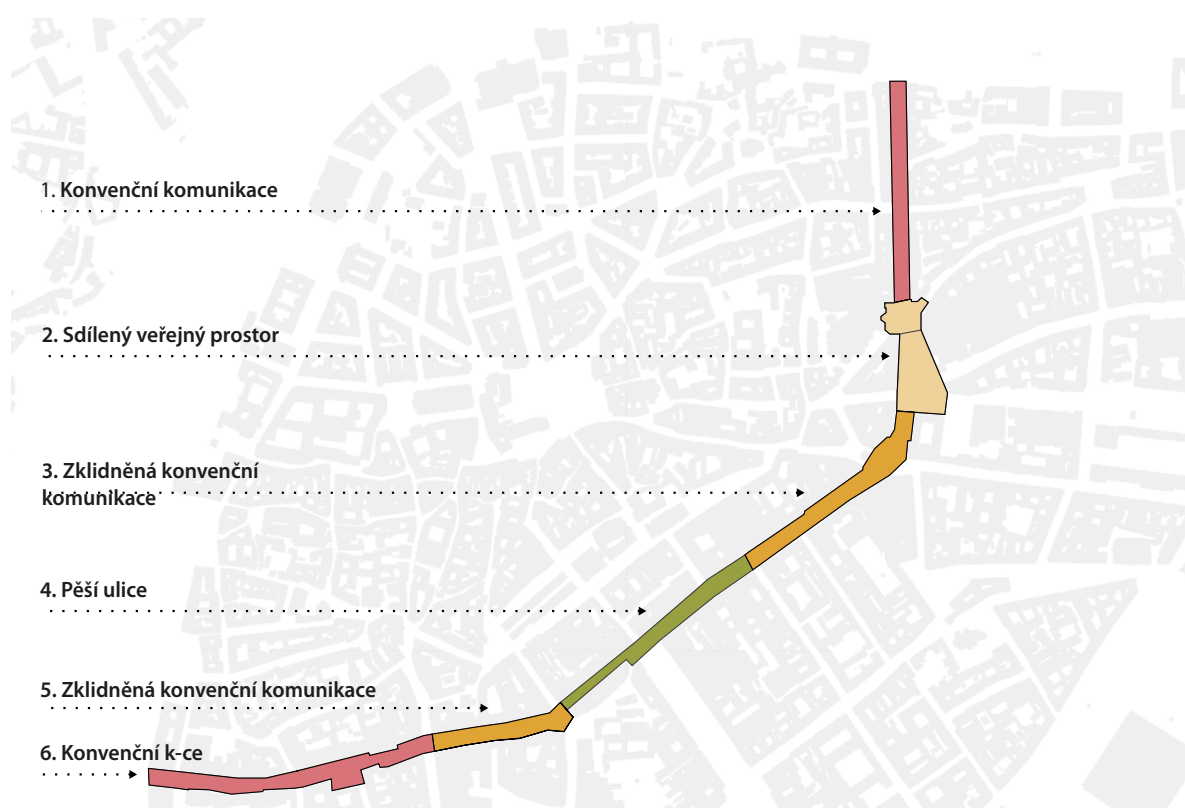 1. Konvenční komunikace
2. Sdílený veřejný prostor
3. Zklidněná konvenční
komunikace
4. Pěší ulice
5. Zklidněná konvenční komunikace
6. Konvenční k-ce